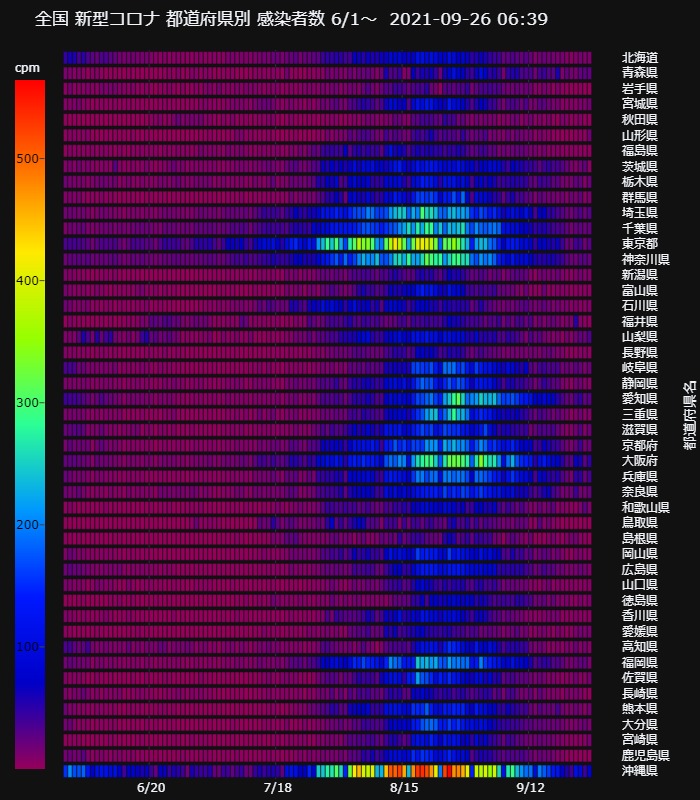 全国 新型コロナ 都道府県別 感染者数 6/1～ 2021-09-26 06:39
cpm
500
400
300
200
100
北海道
青森県
岩手県
宮城県
秋田県
山形県
福島県
茨城県
栃木県
群馬県
埼玉県
千葉県
東京都
神奈川県
新潟県
富山県
石川県
福井県
山梨県
長野県
岐阜県
静岡県
愛知県
三重県
滋賀県
京都府
大阪府
兵庫県
奈良県
和歌山県
鳥取県
島根県
岡山県
広島県
山口県
徳島県
香川県
愛媛県
高知県
福岡県
佐賀県
長崎県
熊本県
大分県
宮崎県
鹿児島県
沖縄県
都道府県名
6/20
7/18
8/15
9/12